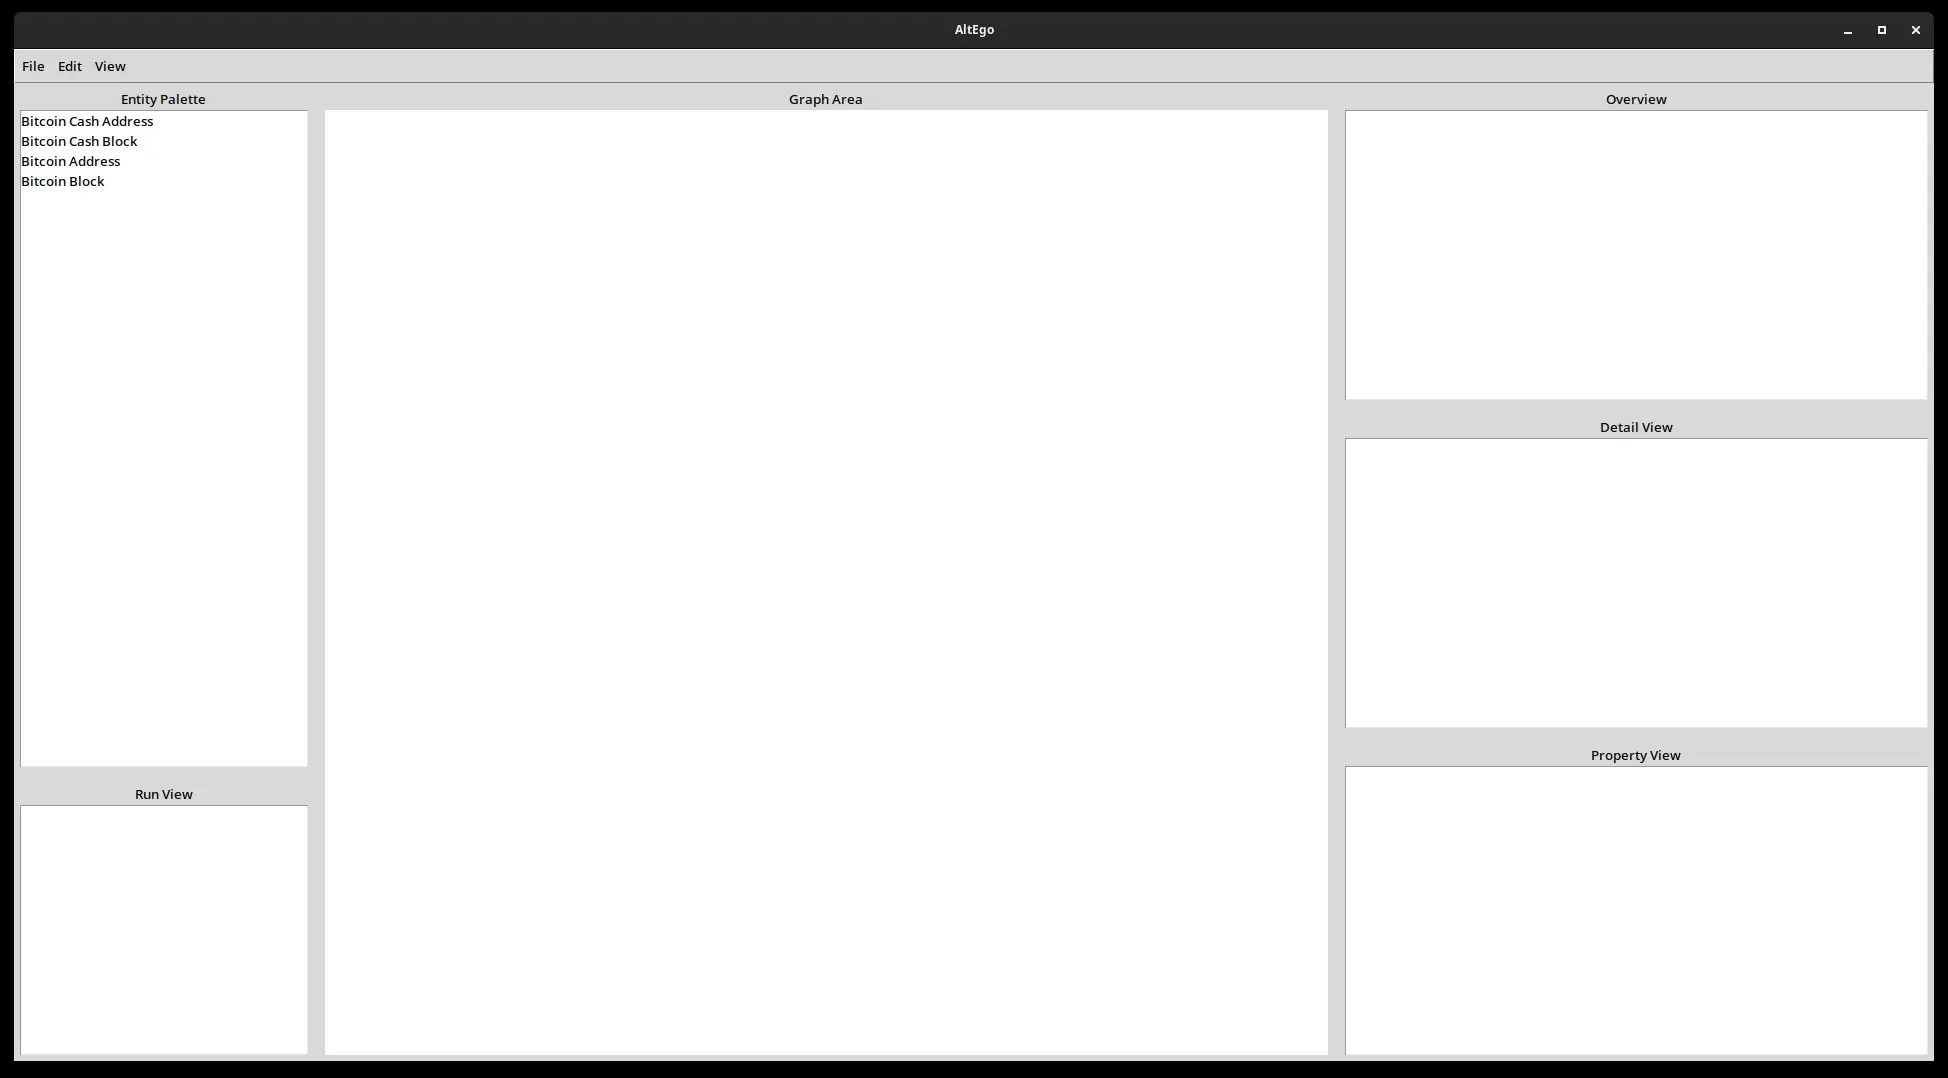 AltEgo
File Edit View
Entity Palette
Bitcoin Cash Address
Bitcoin Cash Block
Bitcoin Address
Bitcoin Block
Run View
Graph Area
Overview
Detail View
Property View